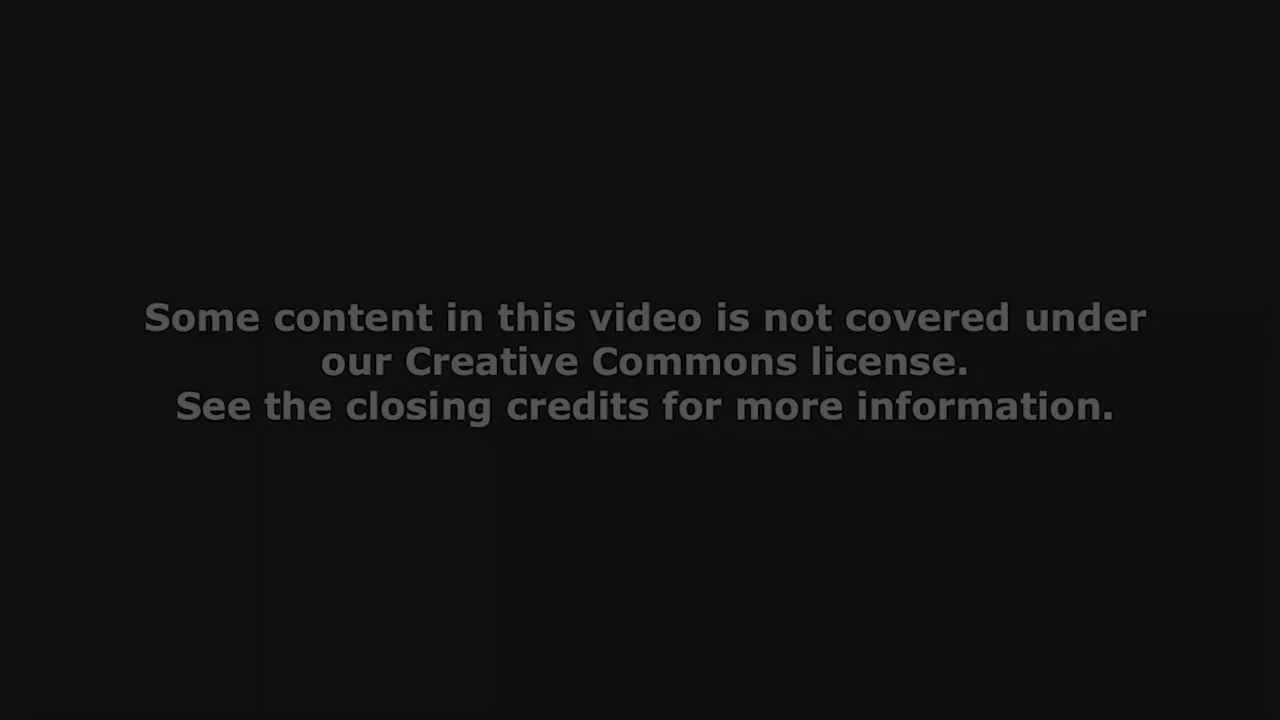 Some content in this video is not covered under
our Creative Commons license.
See the closing credits for more information.